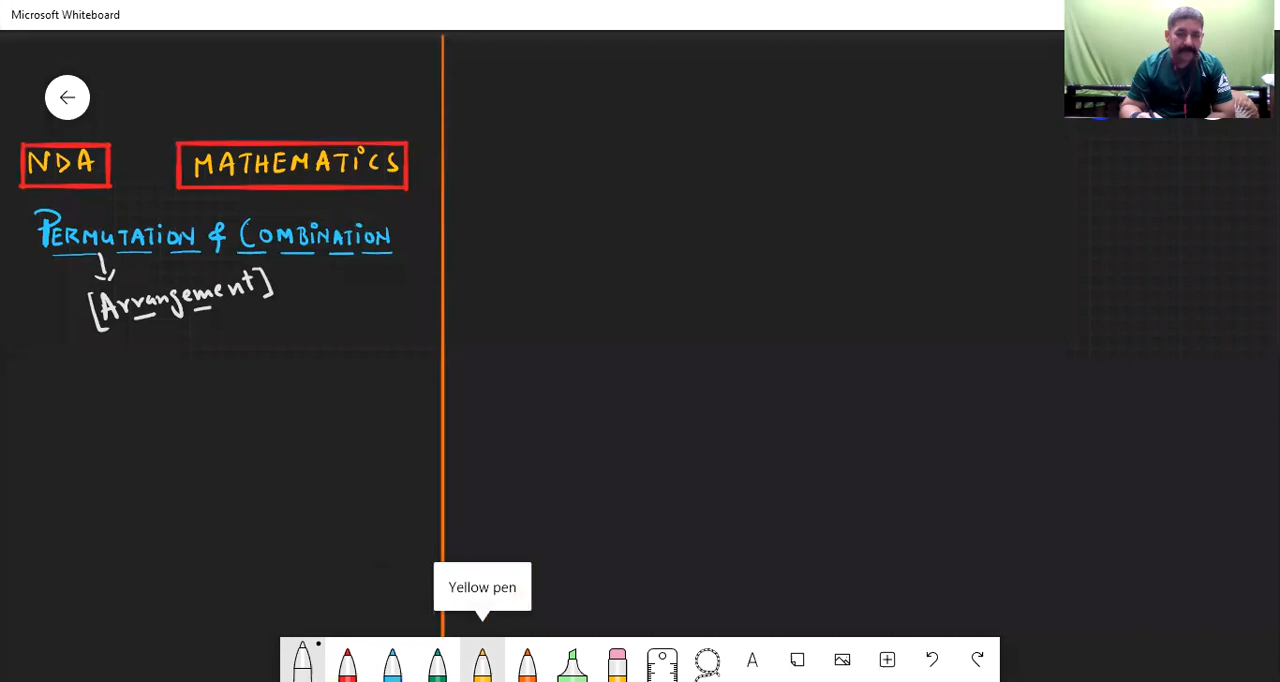 Microsoft Whiteboard
NDA MATHEMATICS
PERMUTATION & COMBINATION
[Arrangement]
Yellow pen
A